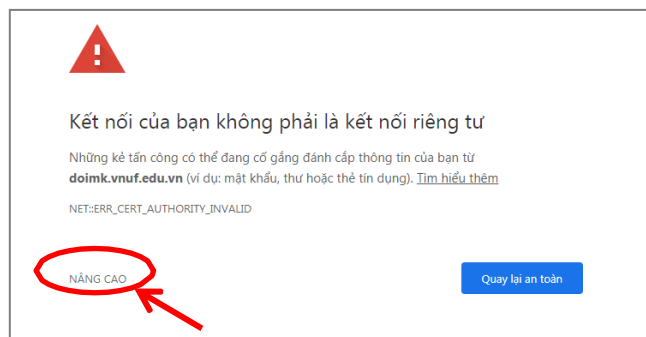 Kết nối của bạn không phải là kết nối riêng tư
Những kẻ tấn công có thể đang cố gắng đánh cắp thông tin của bạn từ
doimk.vnuf.edu.vn (ví dụ: mật khẩu, thư hoặc thẻ tín dụng). Tìm hiểu thêm
NET::ERR_CERT_AUTHORITY_INVALID
NÂNG CAO
Quay lại an toàn